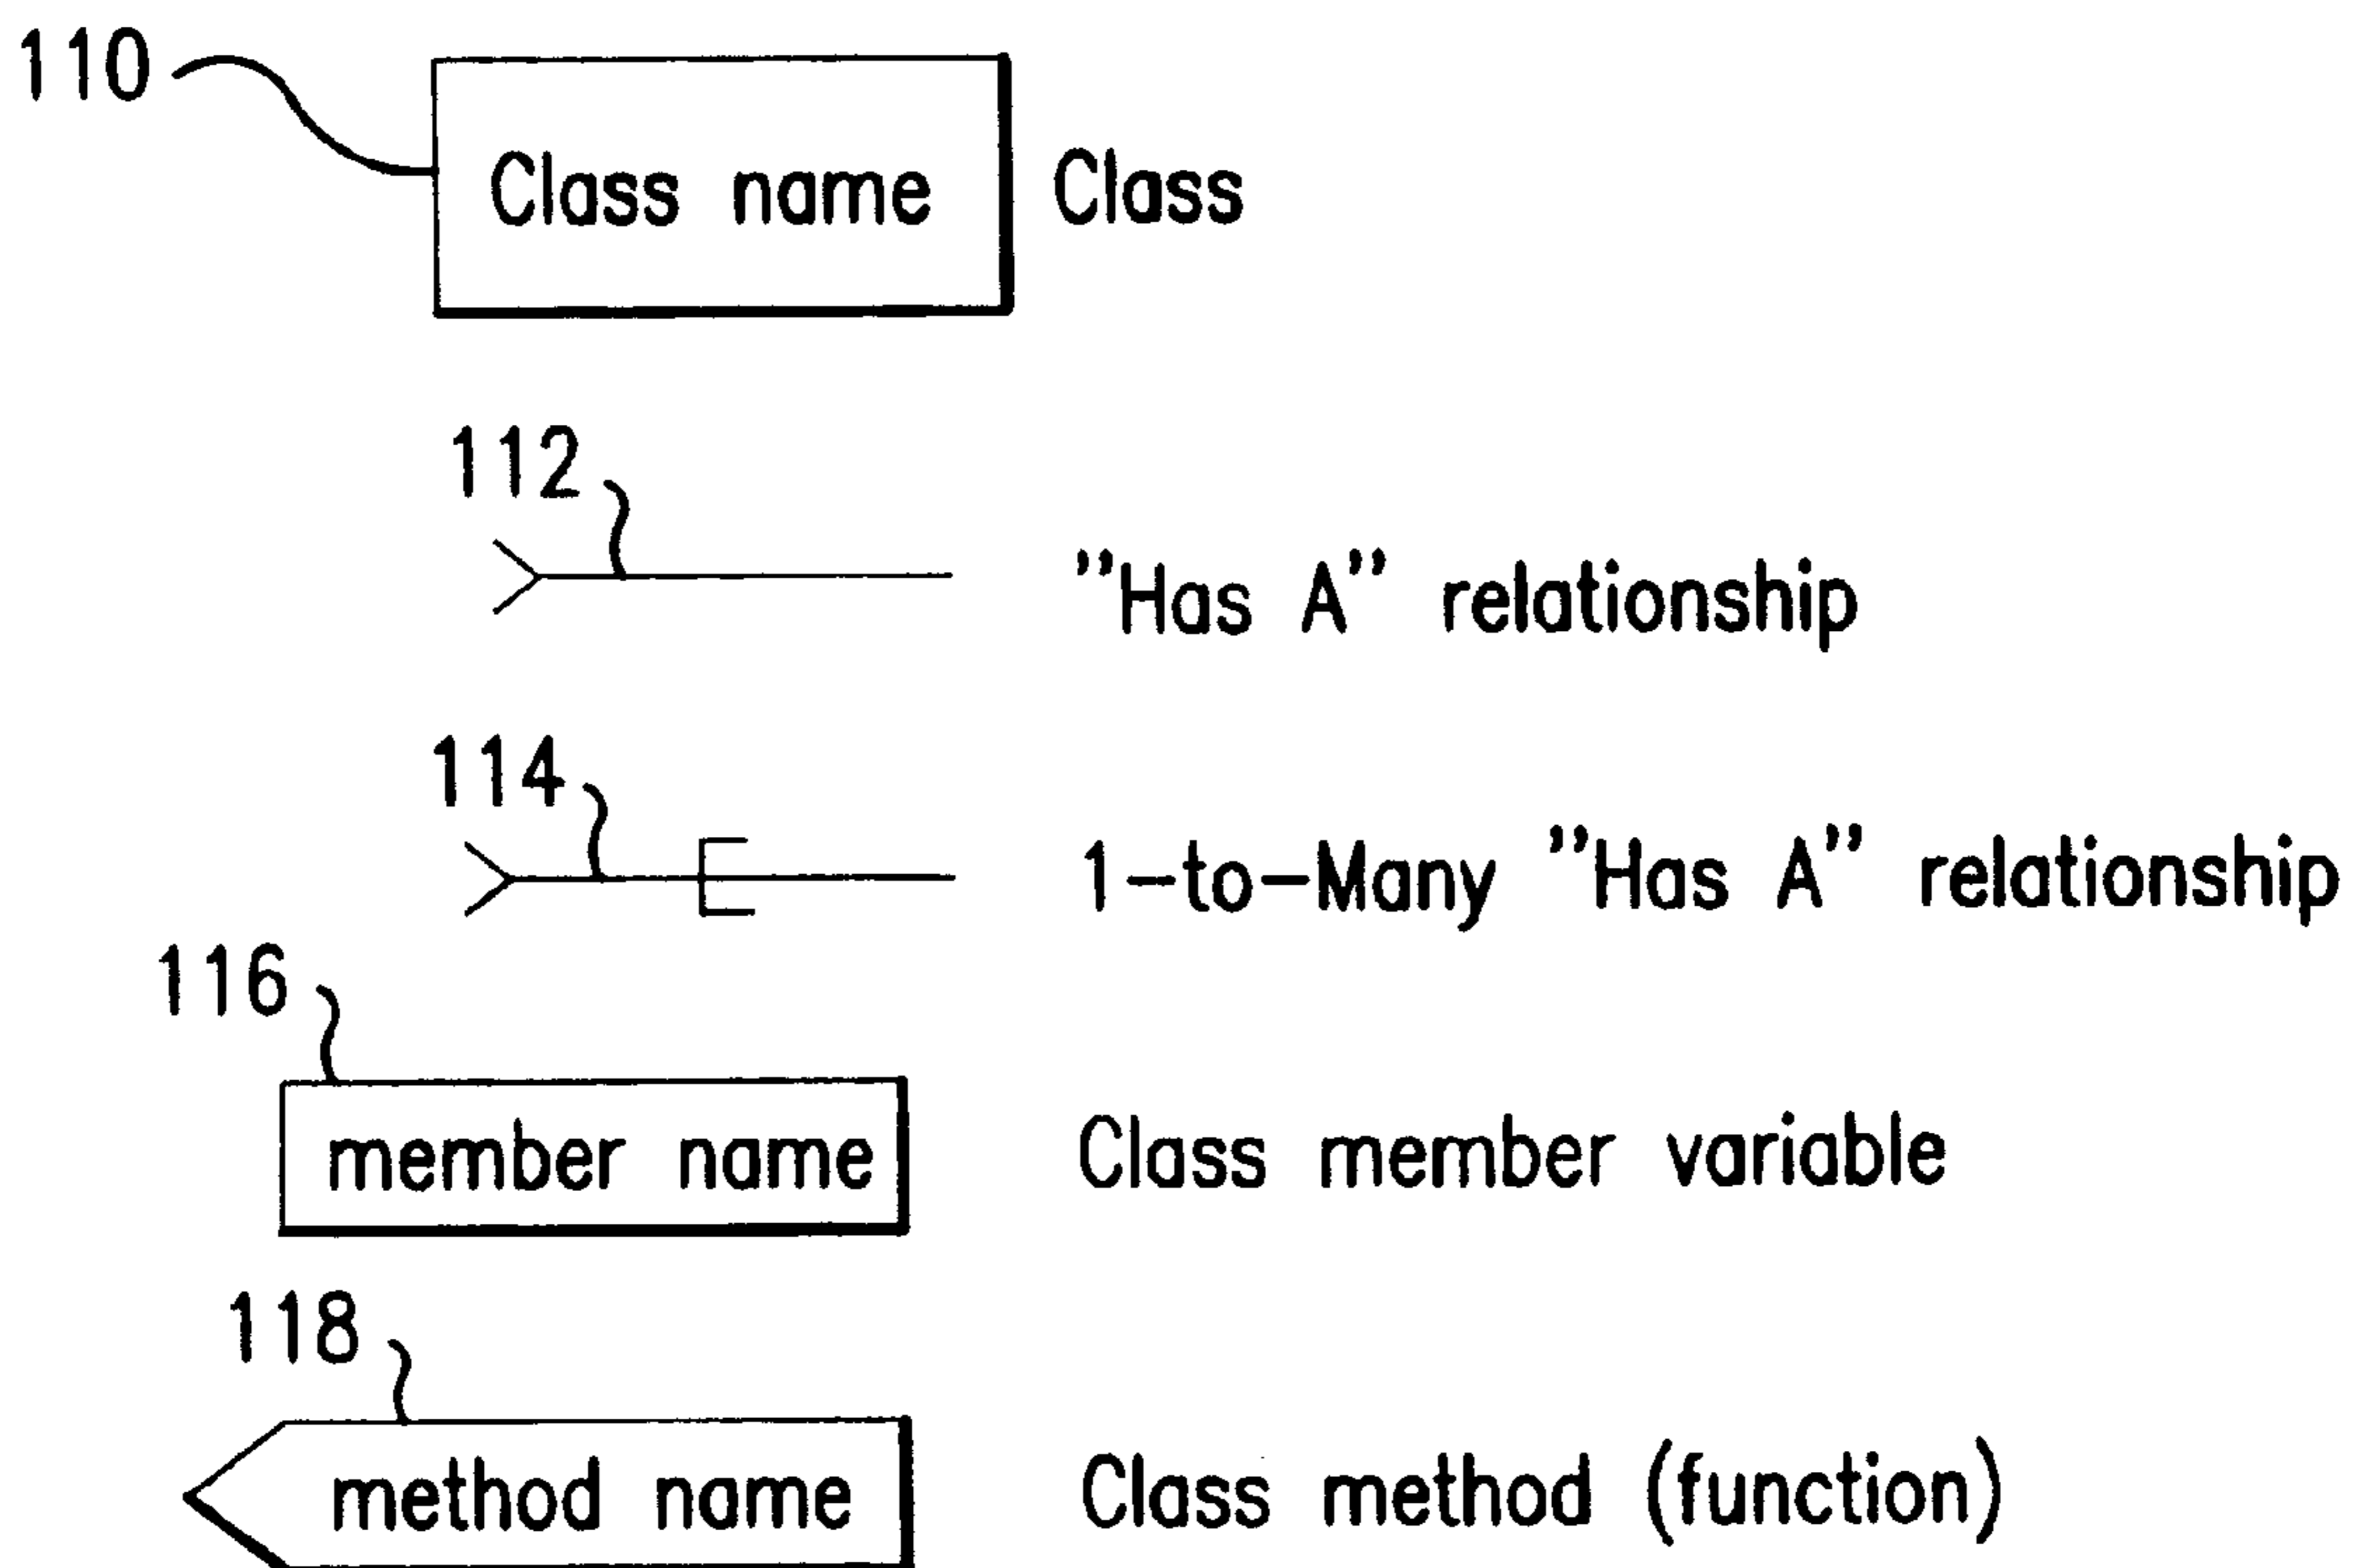 110
Class name Class
112
"Has A" relationship
114
1-to-Many "Has A" relationship
116
member name Class member variable
118
method name Class method (function)